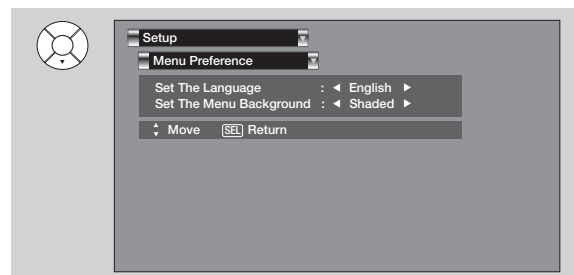 Setup
Menu Preference
Set The Language : ◄ English ►
Set The Menu Background : ◄ Shaded ►
Move SEL Return